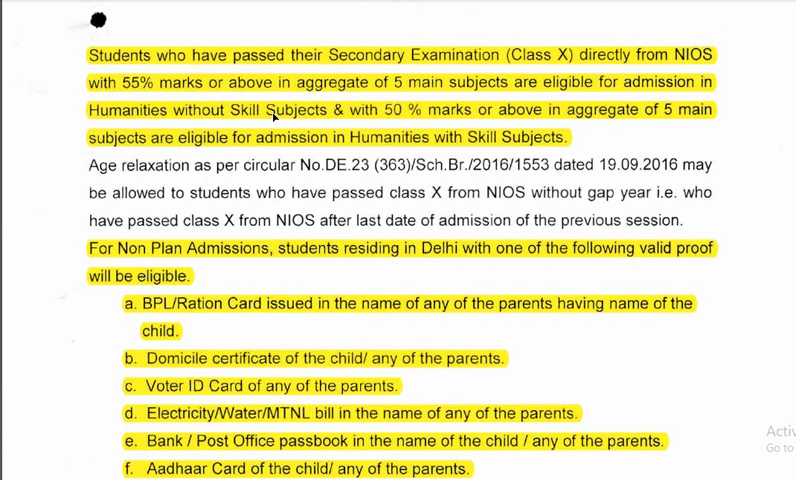 Students who have passed their Secondary Examination (Class X) directly from NIOS
with 55% marks or above in aggregate of 5 main subjects are eligible for admission in
Humanities without Skill Subjects & with 50 % marks or above in aggregate of 5 main
subjects are eligible for admission in Humanities with Skill Subjects.
Age relaxation as per circular No.DE.23 (363)/Sch.Br./2016/1553 dated 19.09.2016 may
be allowed to students who have passed class X from NIOS without gap year i.e. who
have passed class X from NIOS after last date of admission of the previous session.
For Non Plan Admissions, students residing in Delhi with one of the following valid proof
will be eligible.
a. BPL/Ration Card issued in the name of any of the parents having name of the
child.
b. Domicile certificate of the child/ any of the parents.
c. Voter ID Card of any of the parents.
d. Electricity/Water/MTNL bill in the name of any of the parents.
e. Bank / Post Office passbook in the name of the child / any of the parents.
f. Aadhaar Card of the child/ any of the parents.
Activ
Go to